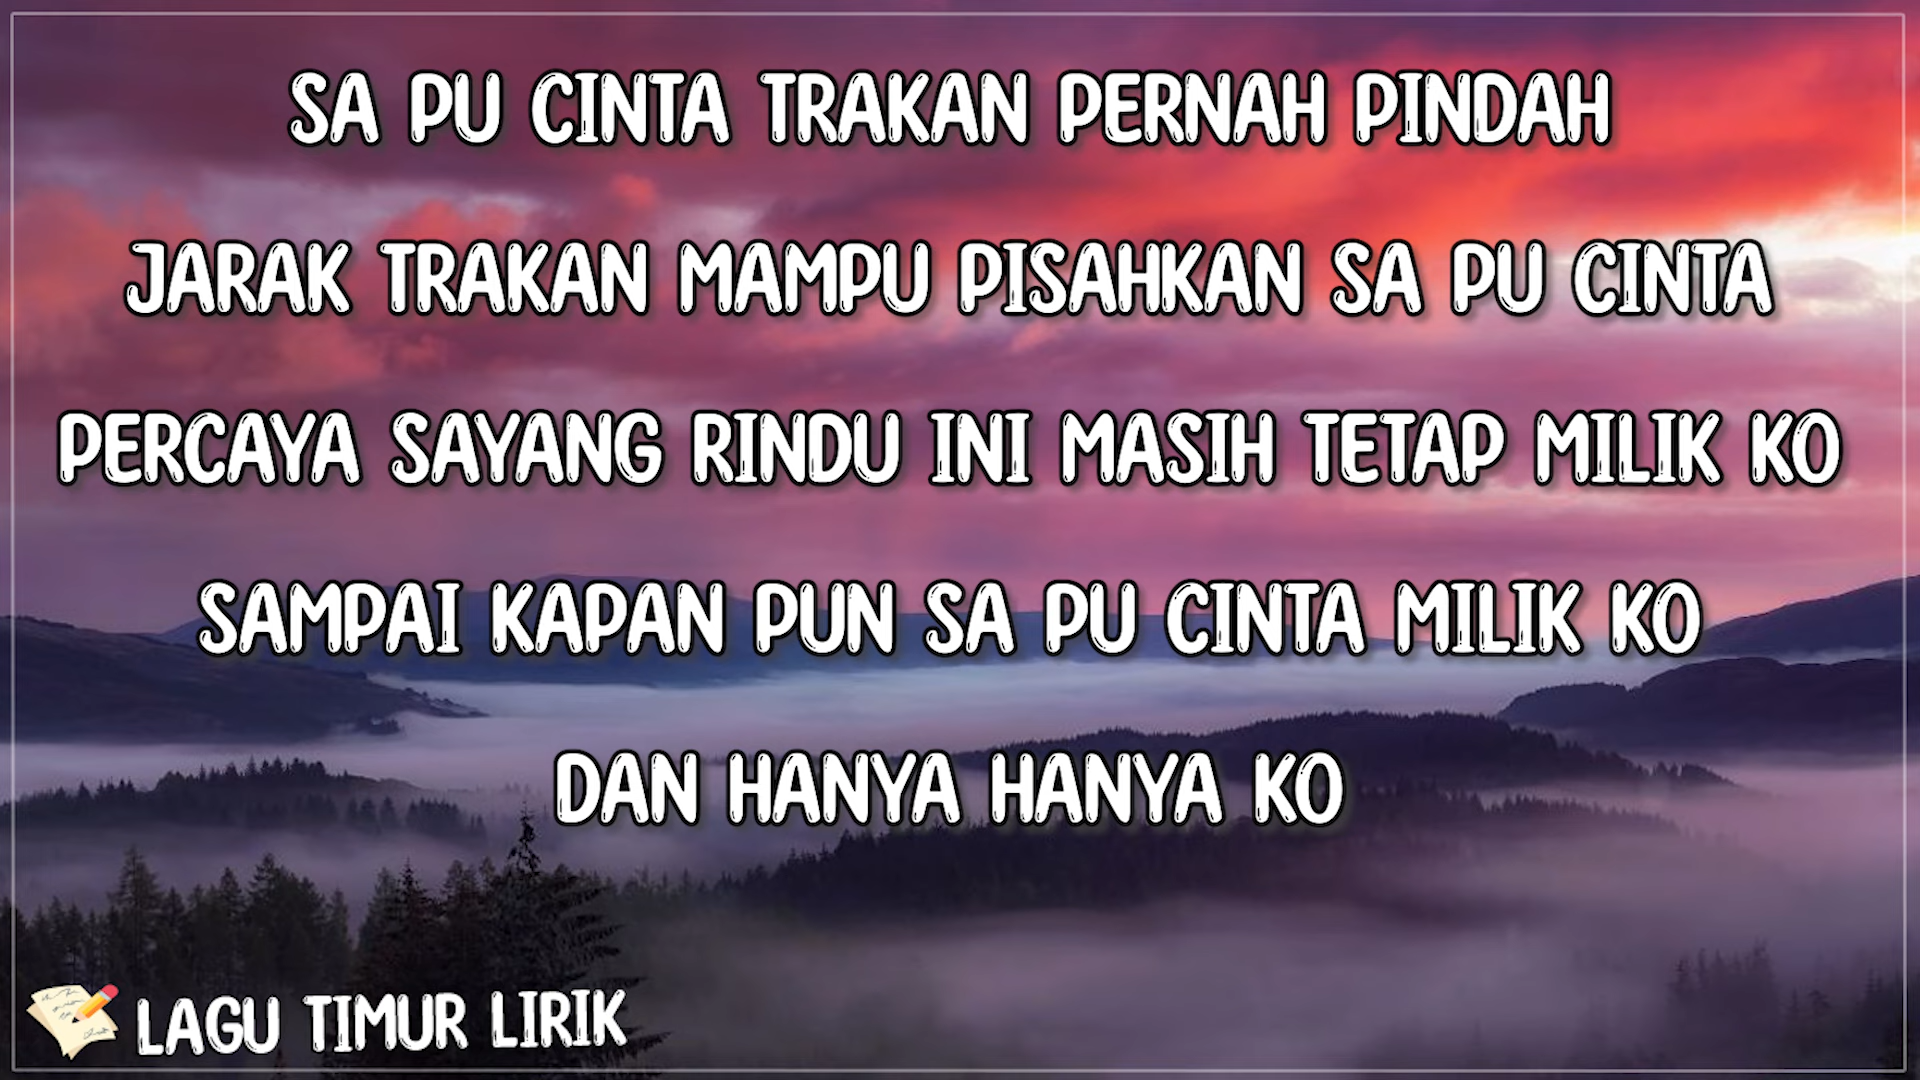 SA PU CINTA TRAKAN PERNAH PINDAH
JARAK TRAKAN MAMPU PISAHKAN SA PU CINTA
PERCAYA SAYANG RINDU INI MASIH TETAP MILIK KO
SAMPAI KAPAN PUN SA PU CINTA MILIK KO
DAN HANYA HANYA KO
LAGU TIMUR LIRIK